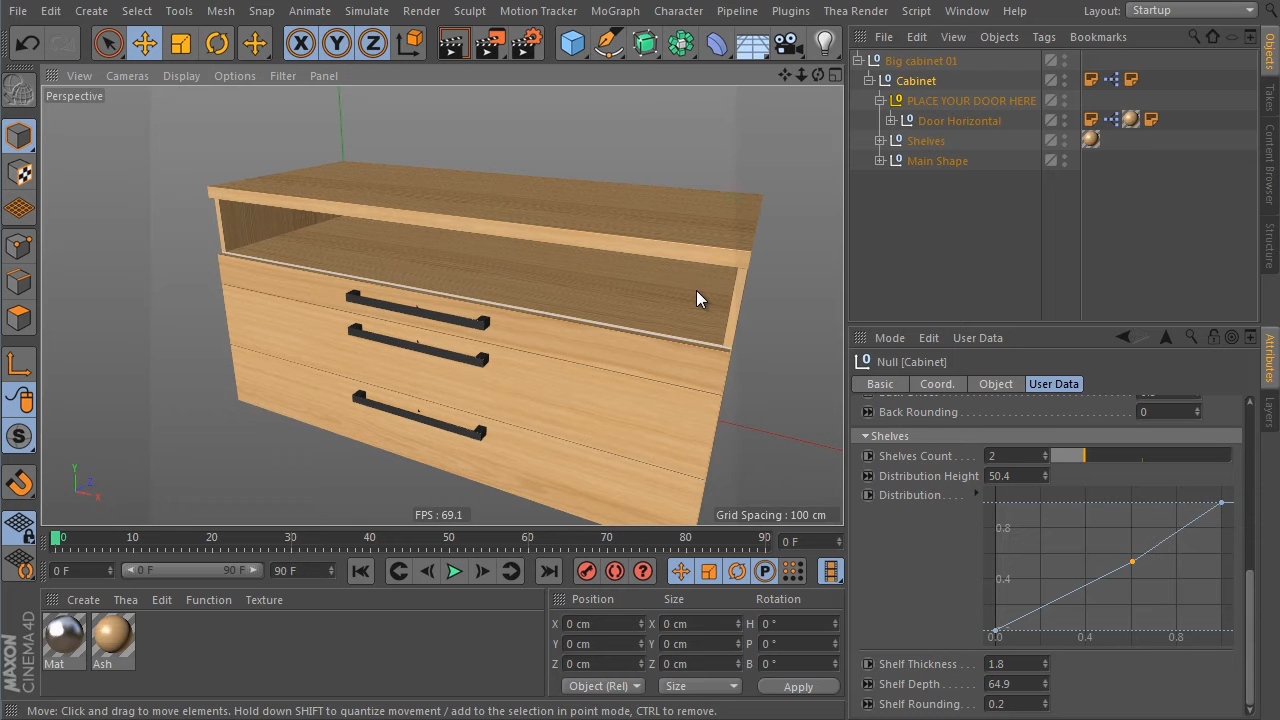 File Edit Create Select Tools Mesh Snap Animate Simulate Render Sculpt Motion Tracker MoGraph Character Pipeline Plugins Thea Render Script Window Help Layout: Startup
File Edit View Objects Tags Bookmarks
View Cameras Display Options Filter Panel
Perspective
Big cabinet 01
Cabinet
PLACE YOUR DOOR HERE
Door Horizontal
Shelves
Main Shape
Objects
Takes
Content Browser
Structure
Mode Edit User Data
Null [Cabinet]
Basic Coord. Object User Data
Back Rounding 0
Shelves
Shelves Count 2
Distribution Height 50.4
Distribution
0.8
0.4
0.0 0.4 0.8
Shelf Thickness 1.8
Shelf Depth 64.9
Shelf Rounding 0.2
Attributes
Layers
Y
Z
X
FPS : 69.1
Grid Spacing : 100 cm
0 10 20 30 40 50 60 70 80 90 0 F
0 F 0 F 90 F 90 F
Create Thea Edit Function Texture
Mat Ash
Position Size Rotation
X 0 cm X 0 cm H 0 °
Y 0 cm Y 0 cm P 0 °
Z 0 cm Z 0 cm B 0 °
Object (Rel) Size Apply
MAXON
CINEMA 4D
Move: Click and drag to move elements. Hold down SHIFT to quantize movement / add to the selection in point mode, CTRL to remove.